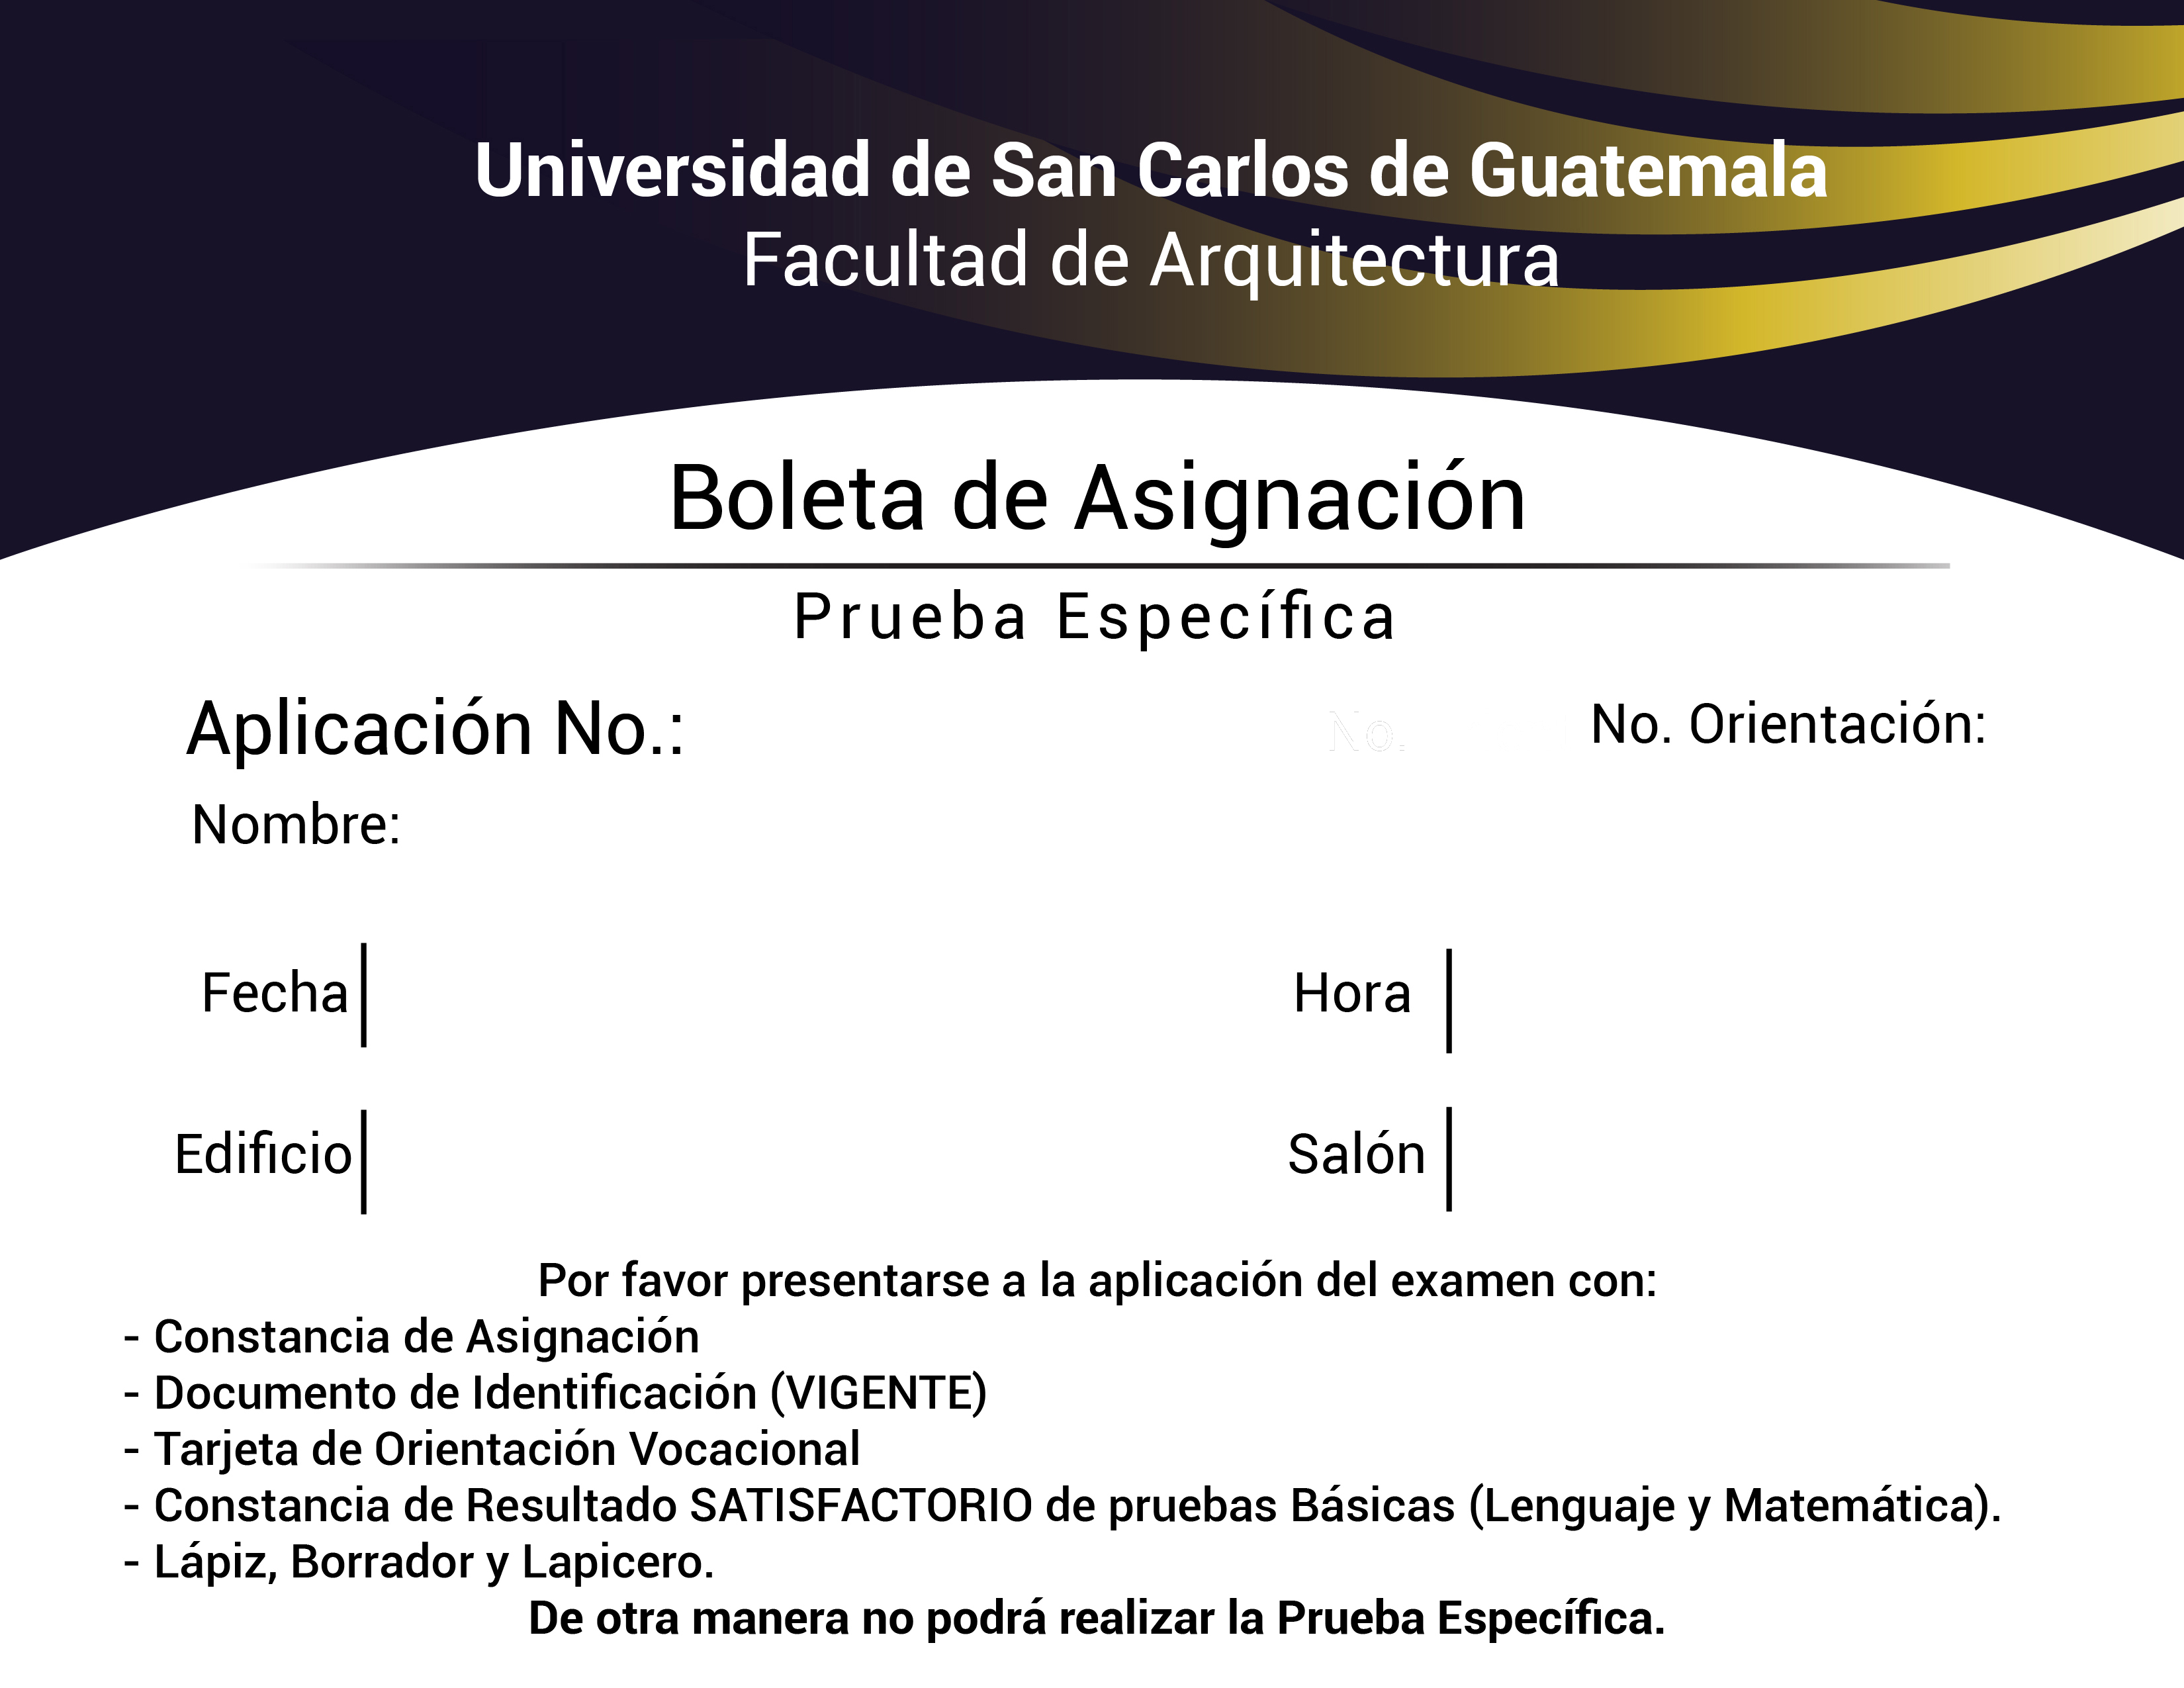 Universidad de San Carlos de Guatemala
Facultad de Arquitectura
Boleta de Asignación
Prueba Específica
Aplicación No.:
No.
No. Orientación:
Nombre:
Fecha
Hora
Edificio
Salón
Por favor presentarse a la aplicación del examen con:
- Constancia de Asignación
- Documento de Identificación (VIGENTE)
- Tarjeta de Orientación Vocacional
- Constancia de Resultado SATISFACTORIO de pruebas Básicas (Lenguaje y Matemática).
- Lápiz, Borrador y Lapicero.
De otra manera no podrá realizar la Prueba Específica.